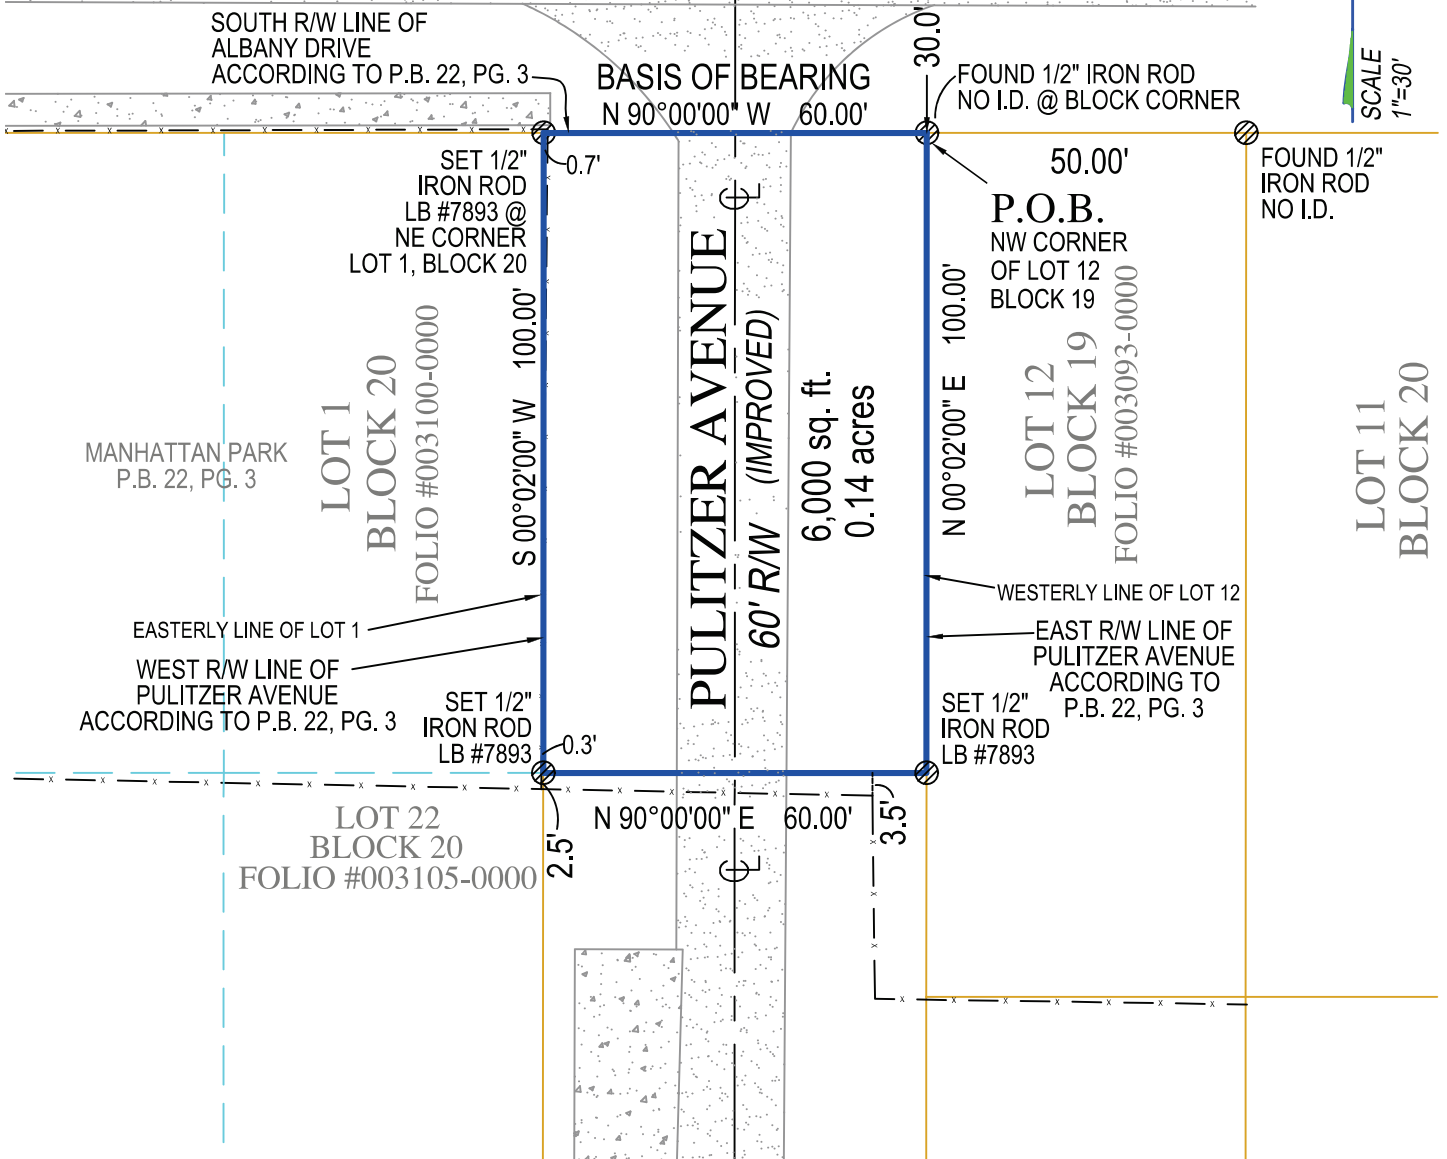 SOUTH R/W LINE OF
ALBANY DRIVE
ACCORDING TO P.B. 22, PG. 3
BASIS OF BEARING
N 90°00'00" W 60.00'
30.0'
FOUND 1/2" IRON ROD
NO I.D. @ BLOCK CORNER
SCALE
1"=30'
SET 1/2"
IRON ROD
LB #7893 @
NE CORNER
LOT 1, BLOCK 20
0.7'
50.00'
P.O.B.
NW CORNER
OF LOT 12
BLOCK 19
FOUND 1/2"
IRON ROD
NO I.D.
MANHATTAN PARK
P.B. 22, PG. 3
LOT 1
BLOCK 20
FOLIO #003100-0000
S 00°02'00" W 100.00'
PULITZER AVENUE
60' R/W (IMPROVED)
6,000 sq. ft.
0.14 acres
N 00°02'00" E 100.00'
LOT 12
BLOCK 19
FOLIO #003093-0000
LOT 11
BLOCK 20
EASTERLY LINE OF LOT 1
WEST R/W LINE OF
PULITZER AVENUE
ACCORDING TO P.B. 22, PG. 3
WESTERLY LINE OF LOT 12
EAST R/W LINE OF
PULITZER AVENUE
ACCORDING TO
P.B. 22, PG. 3
SET 1/2"
IRON ROD
LB #7893
0.3'
SET 1/2"
IRON ROD
LB #7893
LOT 22
BLOCK 20
FOLIO #003105-0000
2.5'
N 90°00'00" E 60.00'
3.5'